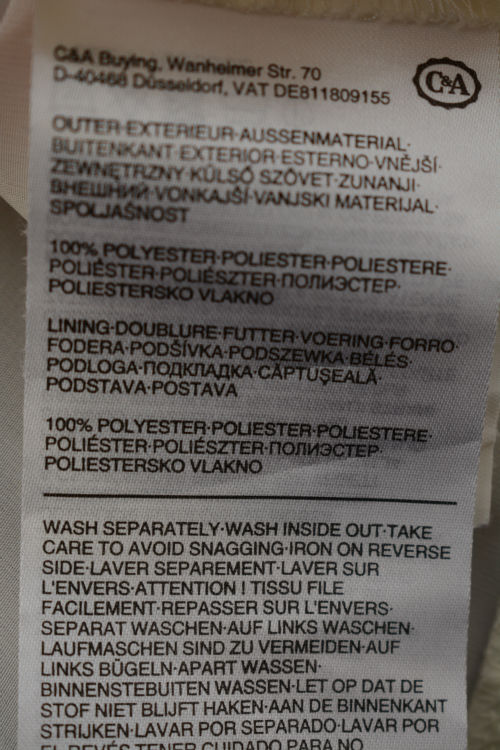 C&A Buying, Wanheimer Str. 70
D-40468 Düsseldorf, VAT DE811809155
C&A
OUTER·EXTERIEUR·AUSSENMATERIAL·
BUITENKANT·EXTERIOR·ESTERNO·VNĚJŠÍ·
ZEWNĘTRZNY·KÜLSŐ SZÖVET·ZUNANJI·
ВНЕШНИЙ·VONKAJŠÍ·VANJSKI MATERIJAL·
SPOLJAŠNOST
100% POLYESTER·POLIESTER·POLIESTERE·
POLIÉSTER·POLIÉSZTER·ПОЛИЭСТЕР·
POLIESTERSKO VLAKNO
LINING·DOUBLURE·FUTTER·VOERING·FORRO·
FODERA·PODŠÍVKA·PODSZEWKA·BÉLÉS·
PODLOGA·ПОДКЛАДКА·CĂPTUŞEALĂ·
PODSTAVA·POSTAVA
100% POLYESTER·POLIESTER·POLIESTERE·
POLIÉSTER·POLIÉSZTER·ПОЛИЭСТЕР·
POLIESTERSKO VLAKNO
WASH SEPARATELY·WASH INSIDE OUT·TAKE
CARE TO AVOID SNAGGING·IRON ON REVERSE
SIDE·LAVER SEPAREMENT·LAVER SUR
L'ENVERS·ATTENTION ! TISSU FILE
FACILEMENT·REPASSER SUR L'ENVERS·
SEPARAT WASCHEN·AUF LINKS WASCHEN·
LAUFMASCHEN SIND ZU VERMEIDEN·AUF
LINKS BÜGELN·APART WASSEN·
BINNENSTEBUITEN WASSEN·LET OP DAT DE
STOF NIET BLIJFT HAKEN·AAN DE BINNENKANT
STRIJKEN·LAVAR POR SEPARADO·LAVAR POR
EL REVÉS TENER CUIDADO PARA NO